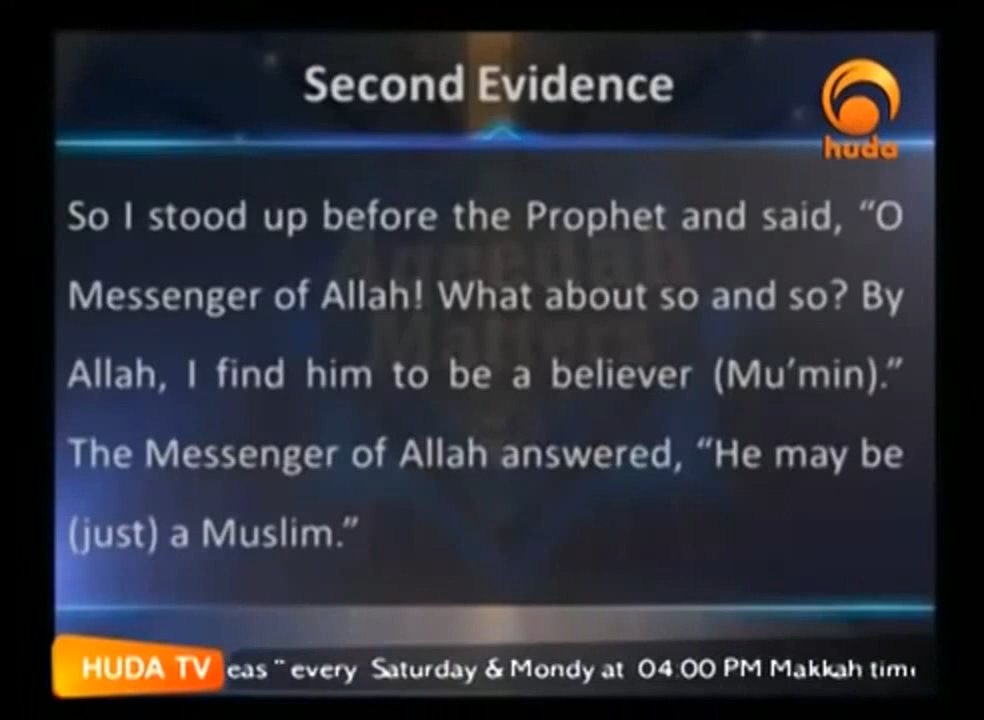 Second Evidence
huda
So I stood up before the Prophet and said, “O
Messenger of Allah! What about so and so? By
Allah, I find him to be a believer (Mu’min).”
The Messenger of Allah answered, “He may be
(just) a Muslim.”
HUDA TV eas " every Saturday & Mondy at 04:00 PM Makkah tim